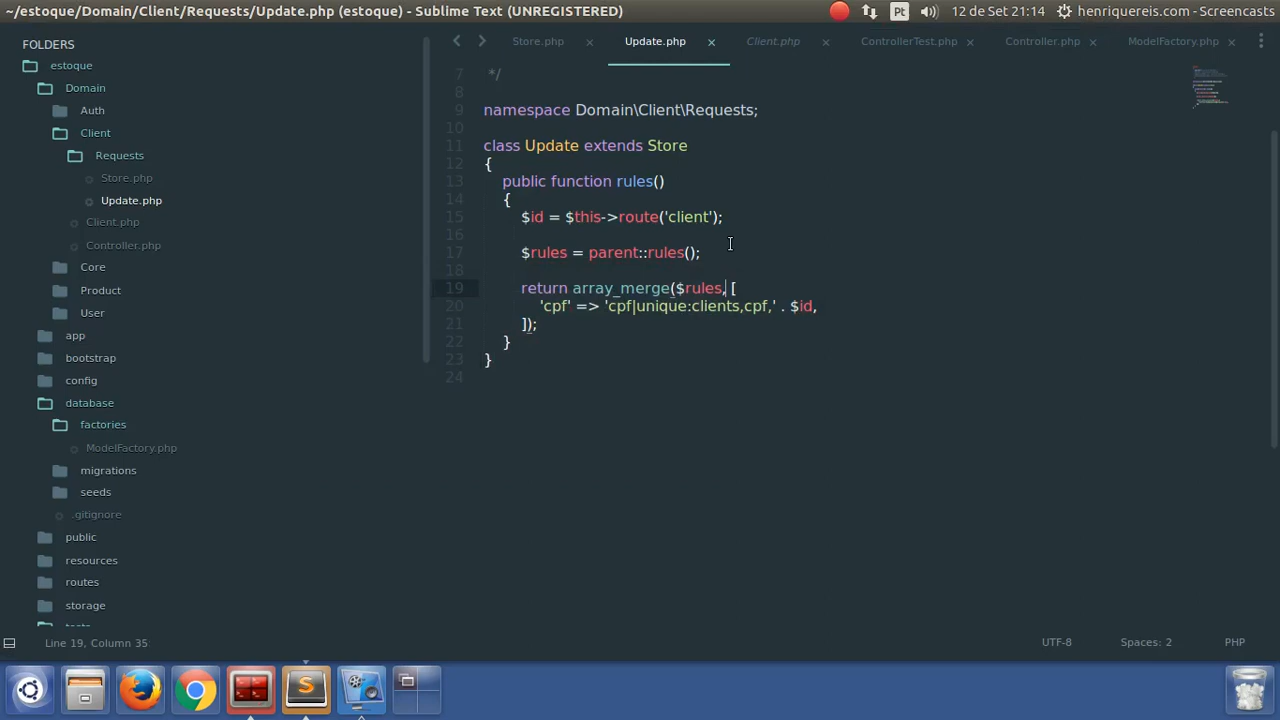 ~/estoque/Domain/Client/Requests/Update.php (estoque) - Sublime Text (UNREGISTERED)
Pt
12 de Set 21:14
henriquereis.com - Screencasts
FOLDERS
estoque
Domain
Auth
Client
Requests
Store.php
Update.php
Client.php
Controller.php
Core
Product
User
app
bootstrap
config
database
factories
ModelFactory.php
migrations
seeds
.gitignore
public
resources
routes
storage
Store.php
Update.php
Client.php
ControllerTest.php
Controller.php
ModelFactory.php
7 */
8
9 namespace Domain\Client\Requests;
10
11 class Update extends Store
12 {
13 public function rules()
14 {
15 $id = $this->route('client');
16
17 $rules = parent::rules();
18
19 return array_merge($rules, [
20 'cpf' => 'cpf|unique:clients,cpf,' . $id,
21 ]);
22 }
23 }
24
Line 19, Column 35
UTF-8
Spaces: 2
PHP